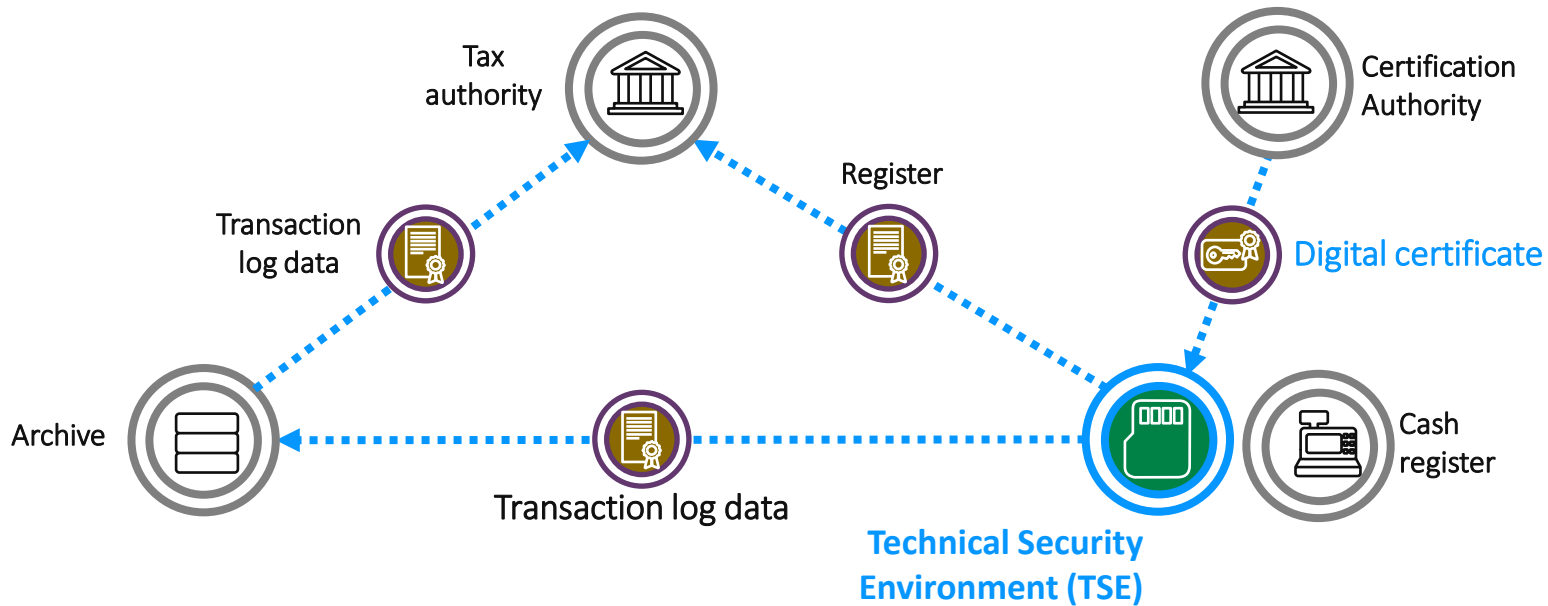 Tax
authority
Certification
Authority
Register
Transaction
log data
Digital certificate
Archive
Cash
register
Transaction log data
Technical Security
Environment (TSE)